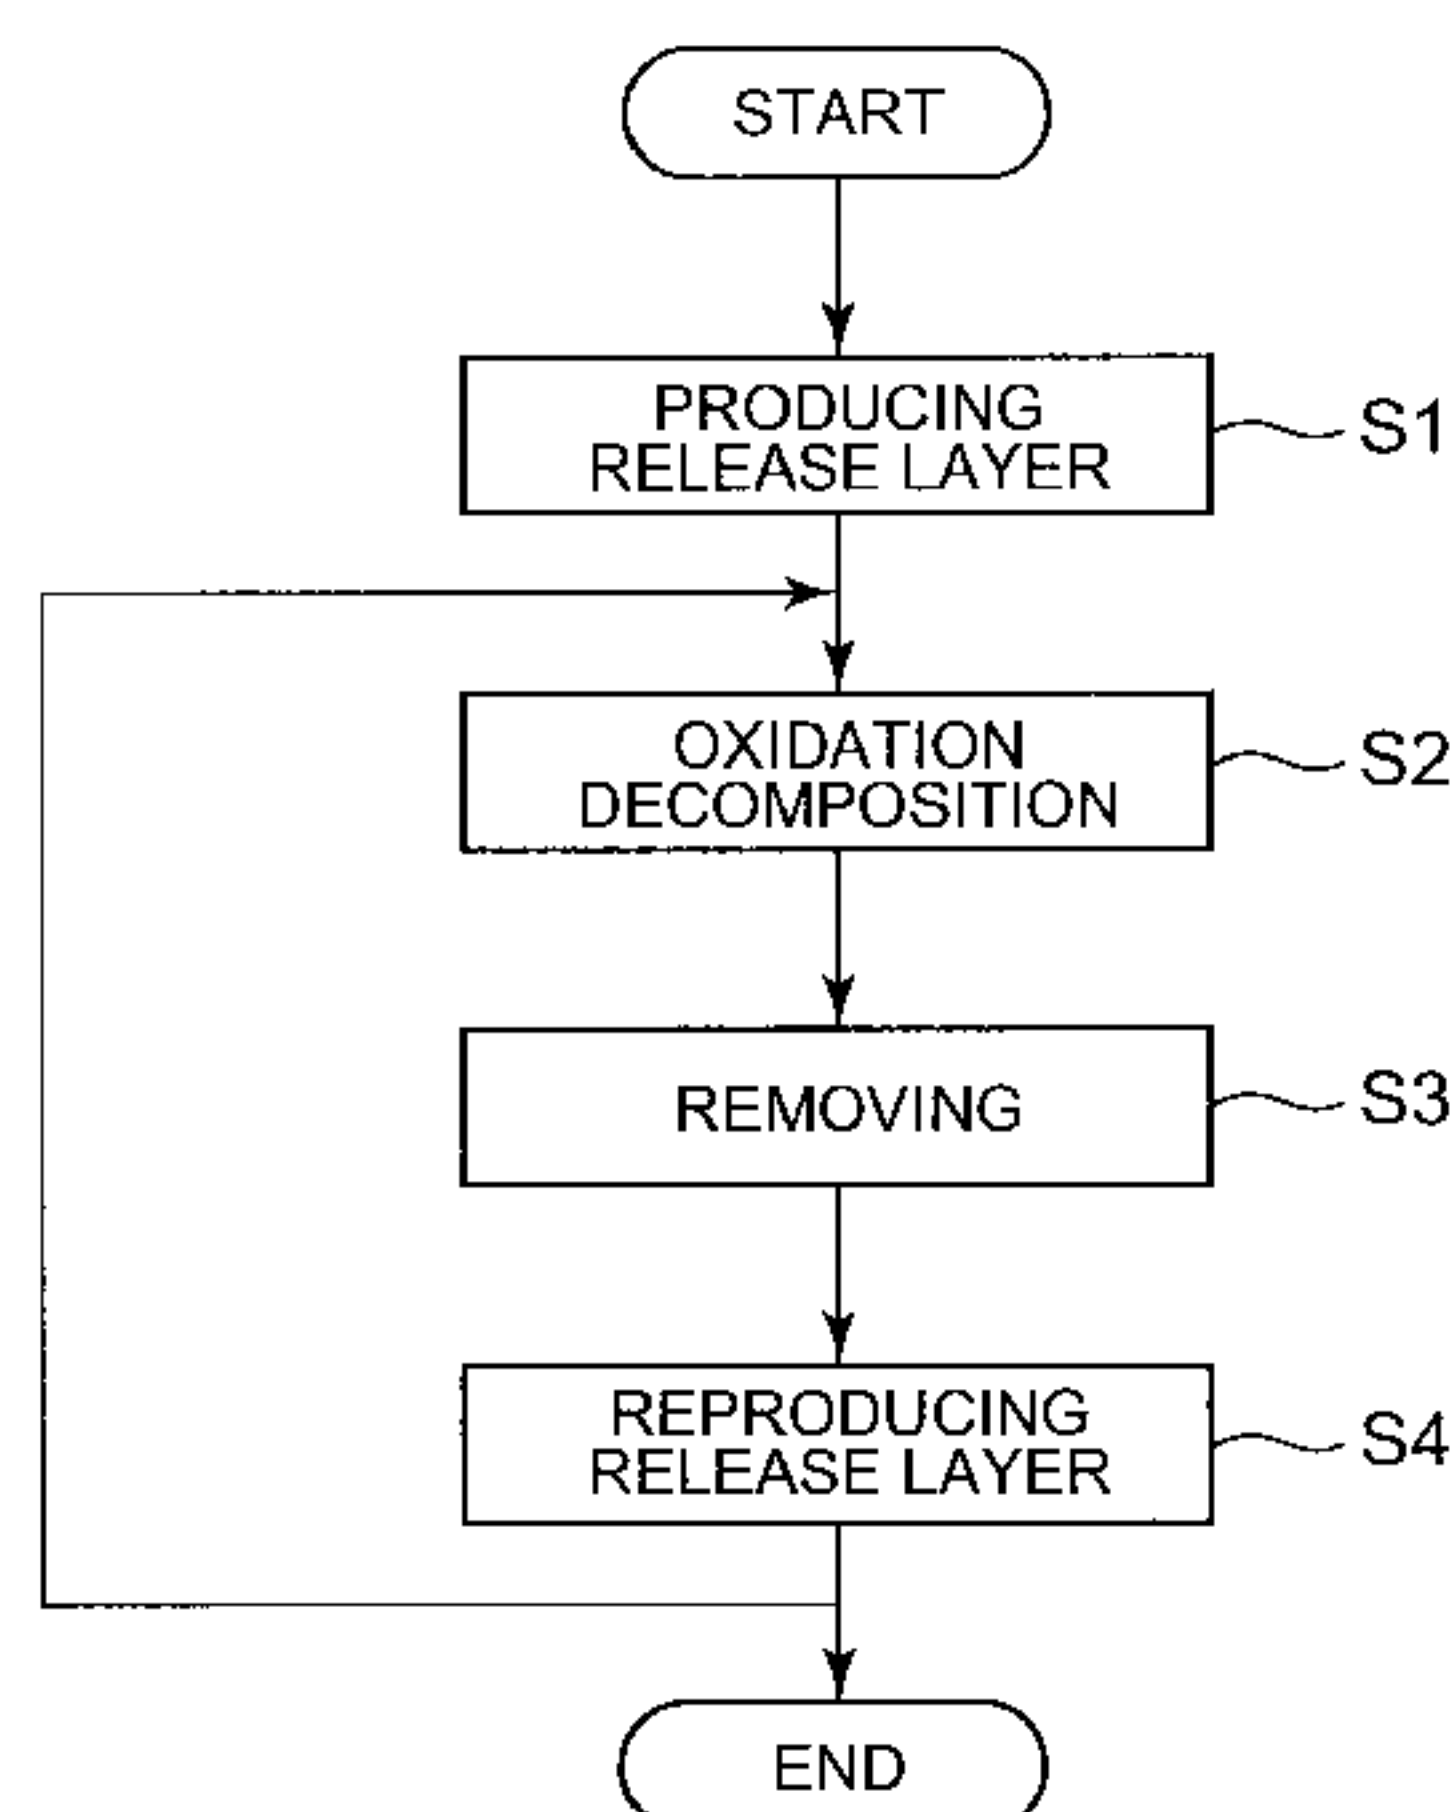 START
PRODUCING
RELEASE LAYER
S1
OXIDATION
DECOMPOSITION
S2
REMOVING
S3
REPRODUCING
RELEASE LAYER
S4
END